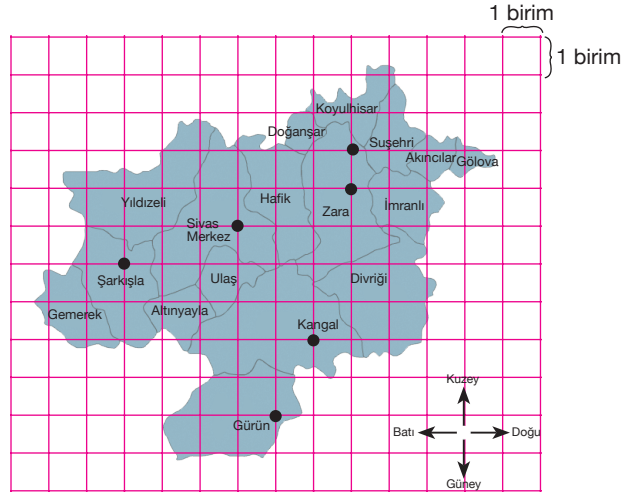 1 birim
1 birim
Koyulhisar
Doğanşar
Suşehri
Akıncılar
Gölova
Yıldızeli
Hafik
Zara
İmranlı
Sivas
Merkez
Şarkışla
Ulaş
Divriği
Gemerek
Altınyayla
Kangal
Gürün
Kuzey
Batı
Doğu
Güney